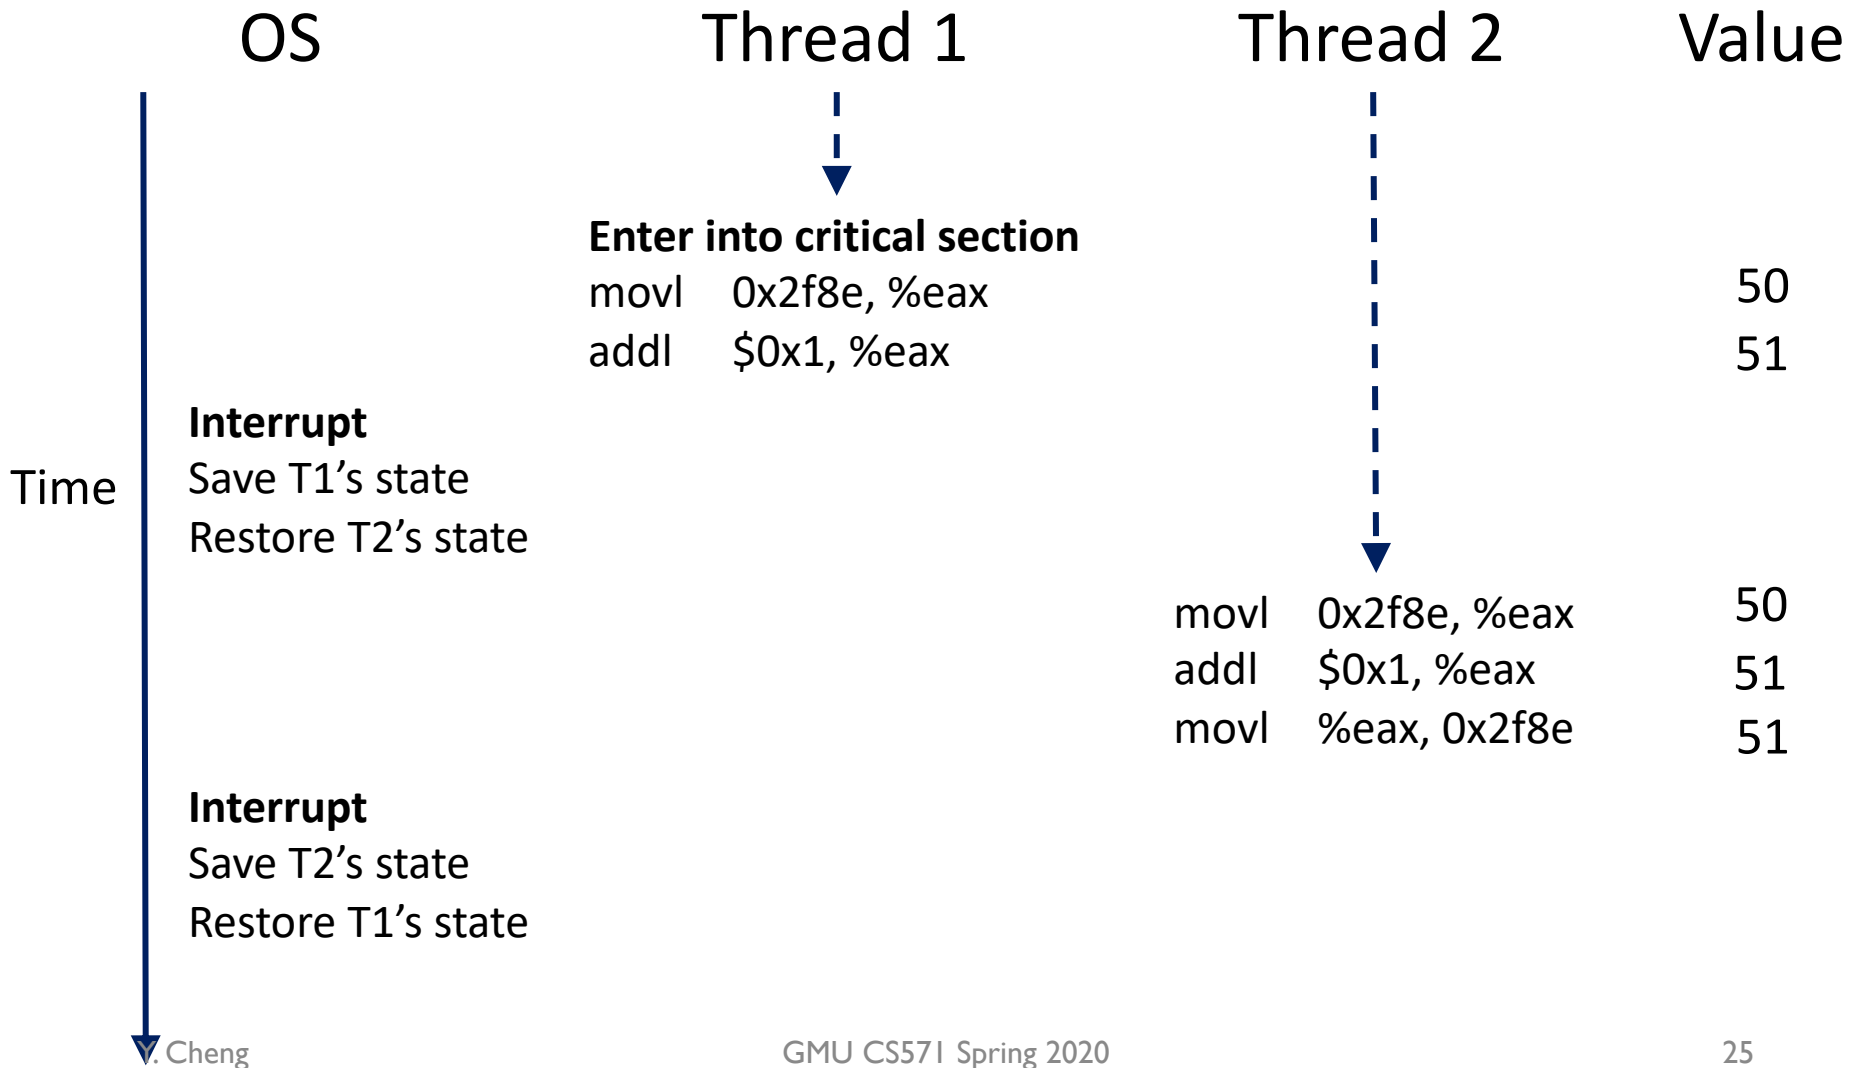 OS Thread 1 Thread 2 Value
Enter into critical section
movl 0x2f8e, %eax 50
addl $0x1, %eax 51
Interrupt
Time Save T1’s state
Restore T2’s state
movl 0x2f8e, %eax 50
addl $0x1, %eax 51
movl %eax, 0x2f8e 51
Interrupt
Save T2’s state
Restore T1’s state
Y. Cheng GMU CS571 Spring 2020 25